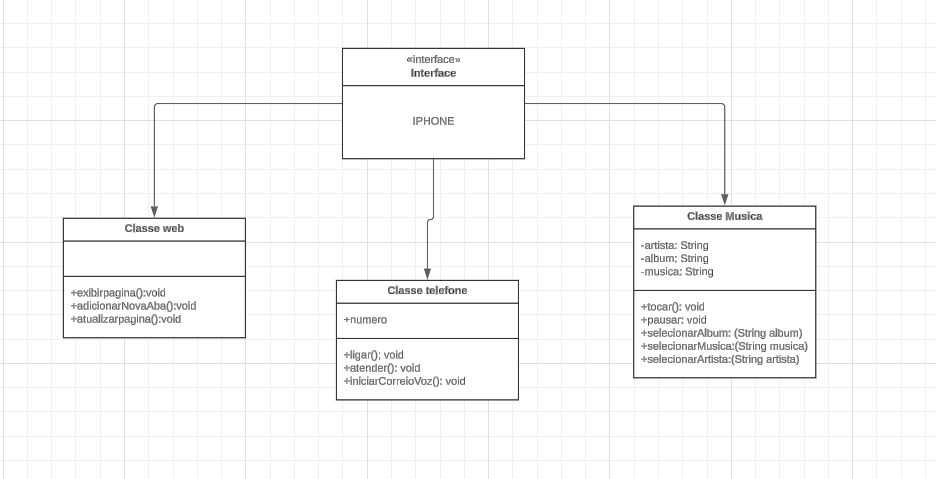 «interface»
Interface
IPHONE
Classe web
+exibirpagina():void
+adicionarNovaAba():void
+atualizarpagina():void
Classe telefone
+numero
+ligar(); void
+atender(): void
+iniciarCorreioVoz(): void
Classe Musica
-artista: String
-album; String
-musica; String
+tocar(): void
+pausar: void
+selecionarAlbum: (String album)
+selecionarMusica:(String musica)
+selecionarArtista:(String artista)